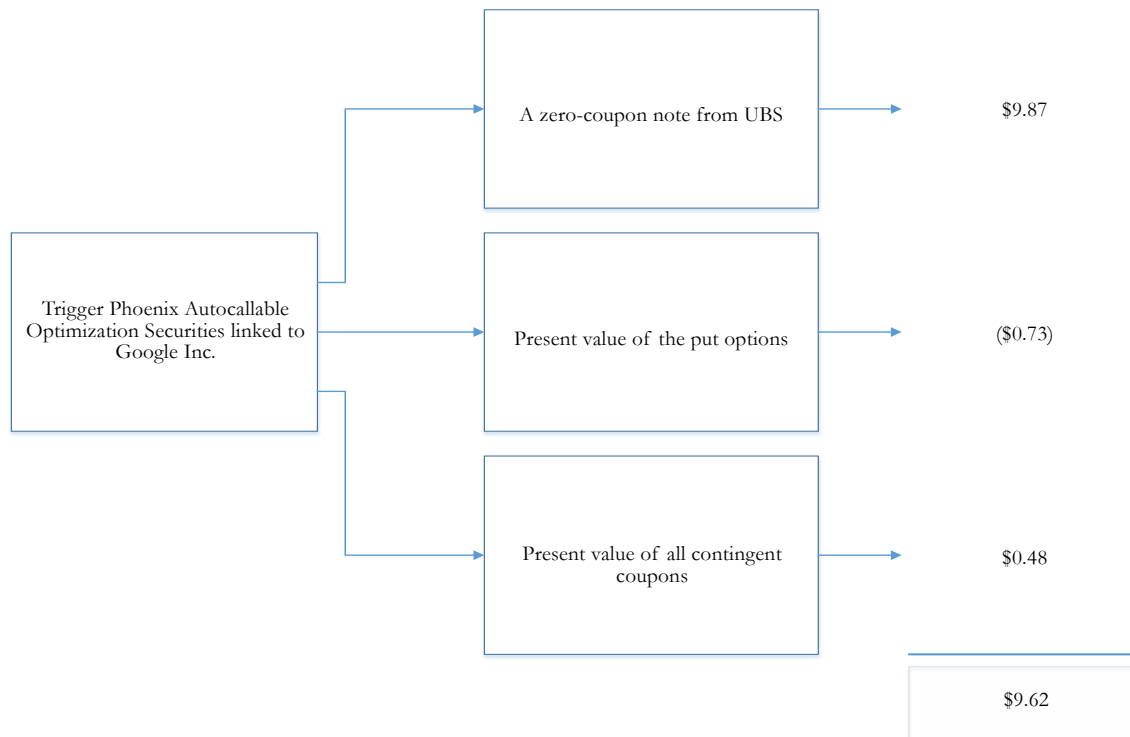 A zero-coupon note from UBS
$9.87
Trigger Phoenix Autocallable
Optimization Securities linked to
Google Inc.
Present value of the put options
($0.73)
Present value of all contingent
coupons
$0.48
$9.62